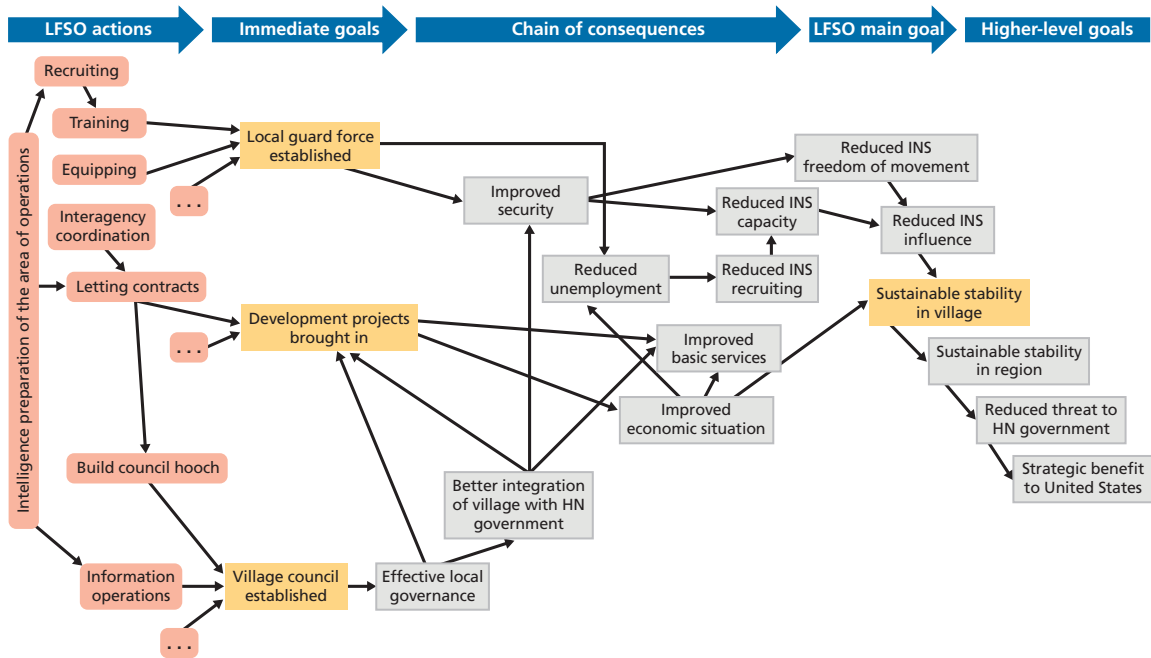 LFSO actions
Immediate goals
Chain of consequences
LFSO main goal
Higher-level goals
Intelligence preparation of the area of operations
Recruiting
Training
Equipping
...
Interagency
coordination
Letting contracts
...
Build council hooch
Information
operations
...
Local guard force
established
Development projects
brought in
Village council
established
Improved
security
Reduced
unemployment
Reduced INS
freedom of movement
Reduced INS
capacity
Reduced INS
recruiting
Reduced INS
influence
Improved
basic services
Improved
economic situation
Better integration
of village with HN
government
Effective local
governance
Sustainable stability
in village
Sustainable stability
in region
Reduced threat to
HN government
Strategic benefit
to United States